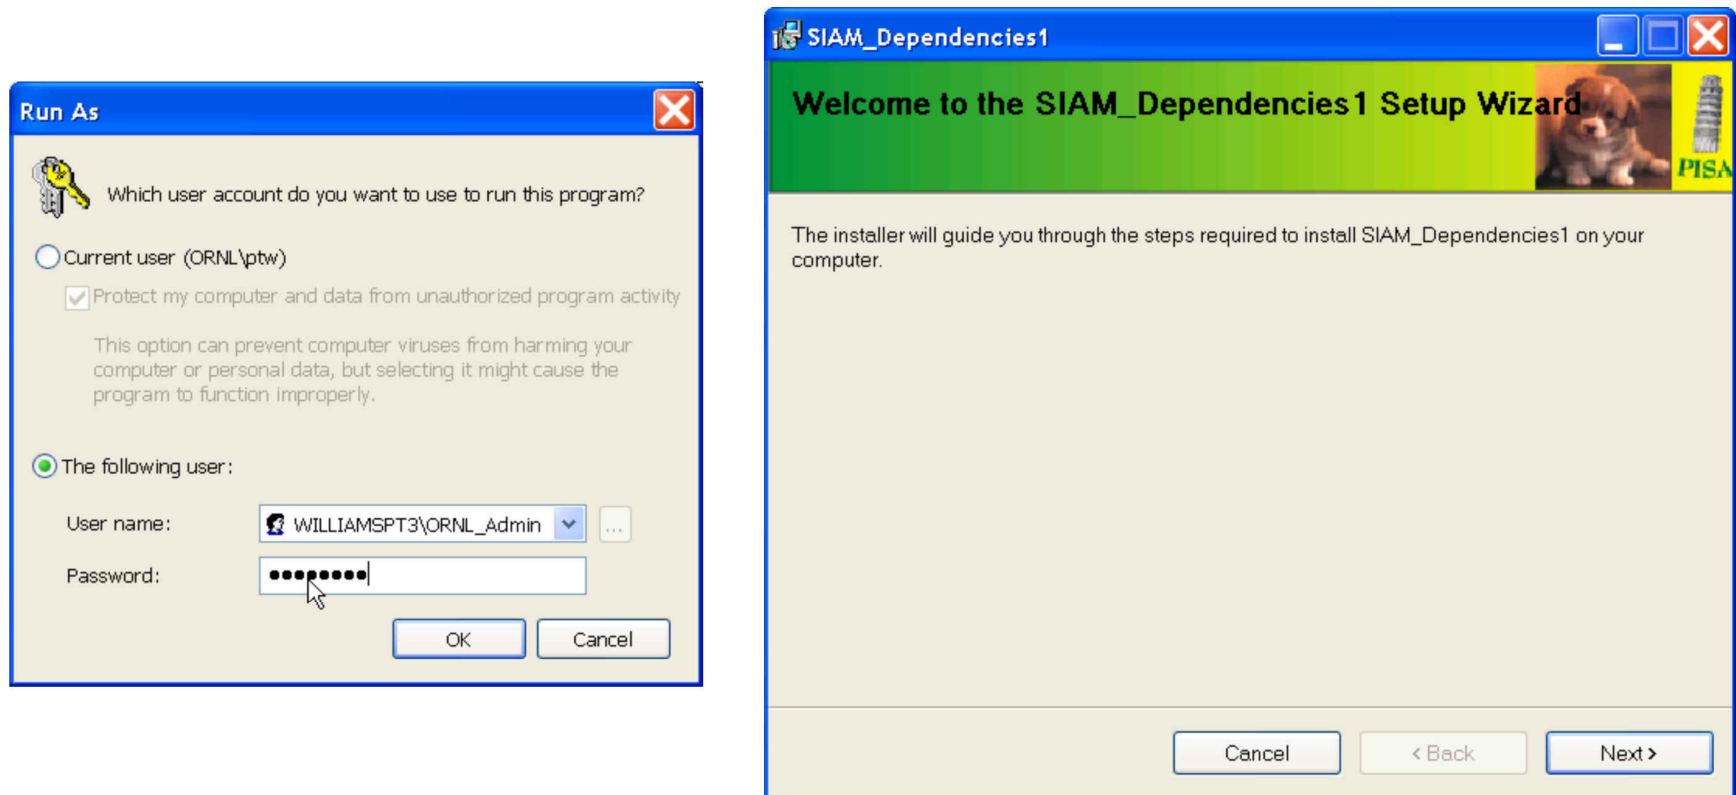 Run As
Which user account do you want to use to run this program?
Current user (ORNL\ptw)
Protect my computer and data from unauthorized program activity
This option can prevent computer viruses from harming your
computer or personal data, but selecting it might cause the
program to function improperly.
The following user:
User name:
WILLIAMSPT3\ORNL_Admin
...
Password:
••••••••
OK
Cancel
SIAM_Dependencies1
Welcome to the SIAM_Dependencies1 Setup Wizard
PISA
The installer will guide you through the steps required to install SIAM_Dependencies1 on your
computer.
Cancel
< Back
Next >